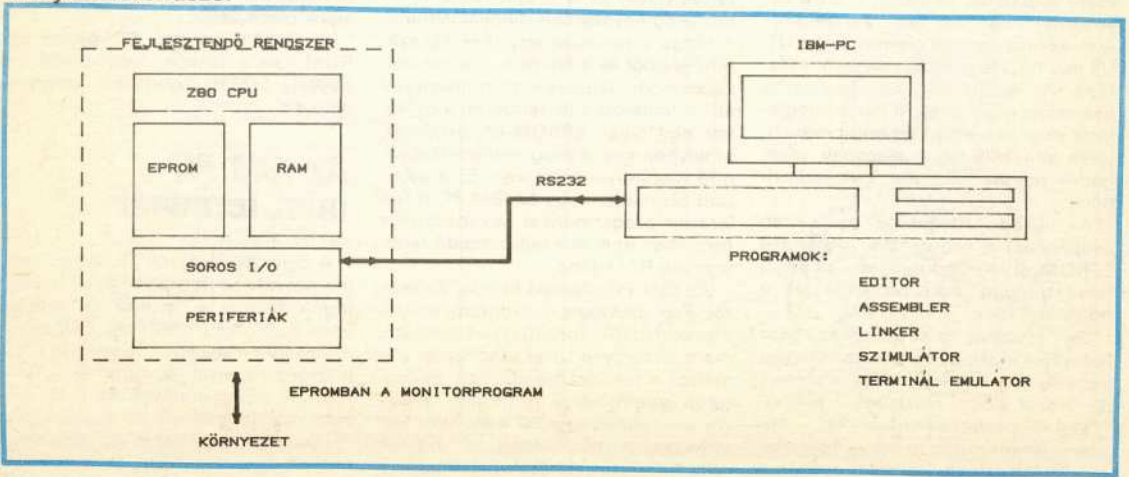 FEJLESZTENDŐ RENDSZER
Z80 CPU
EPROM
RAM
SOROS I/O
PERIFERIÁK
KÖRNYEZET
EPROMBAN A MONITORPROGRAM
RS232
IBM-PC
PROGRAMOK:
EDITOR
ASSEMBLER
LINKER
SZIMULÁTOR
TERMINÁL EMULÁTOR